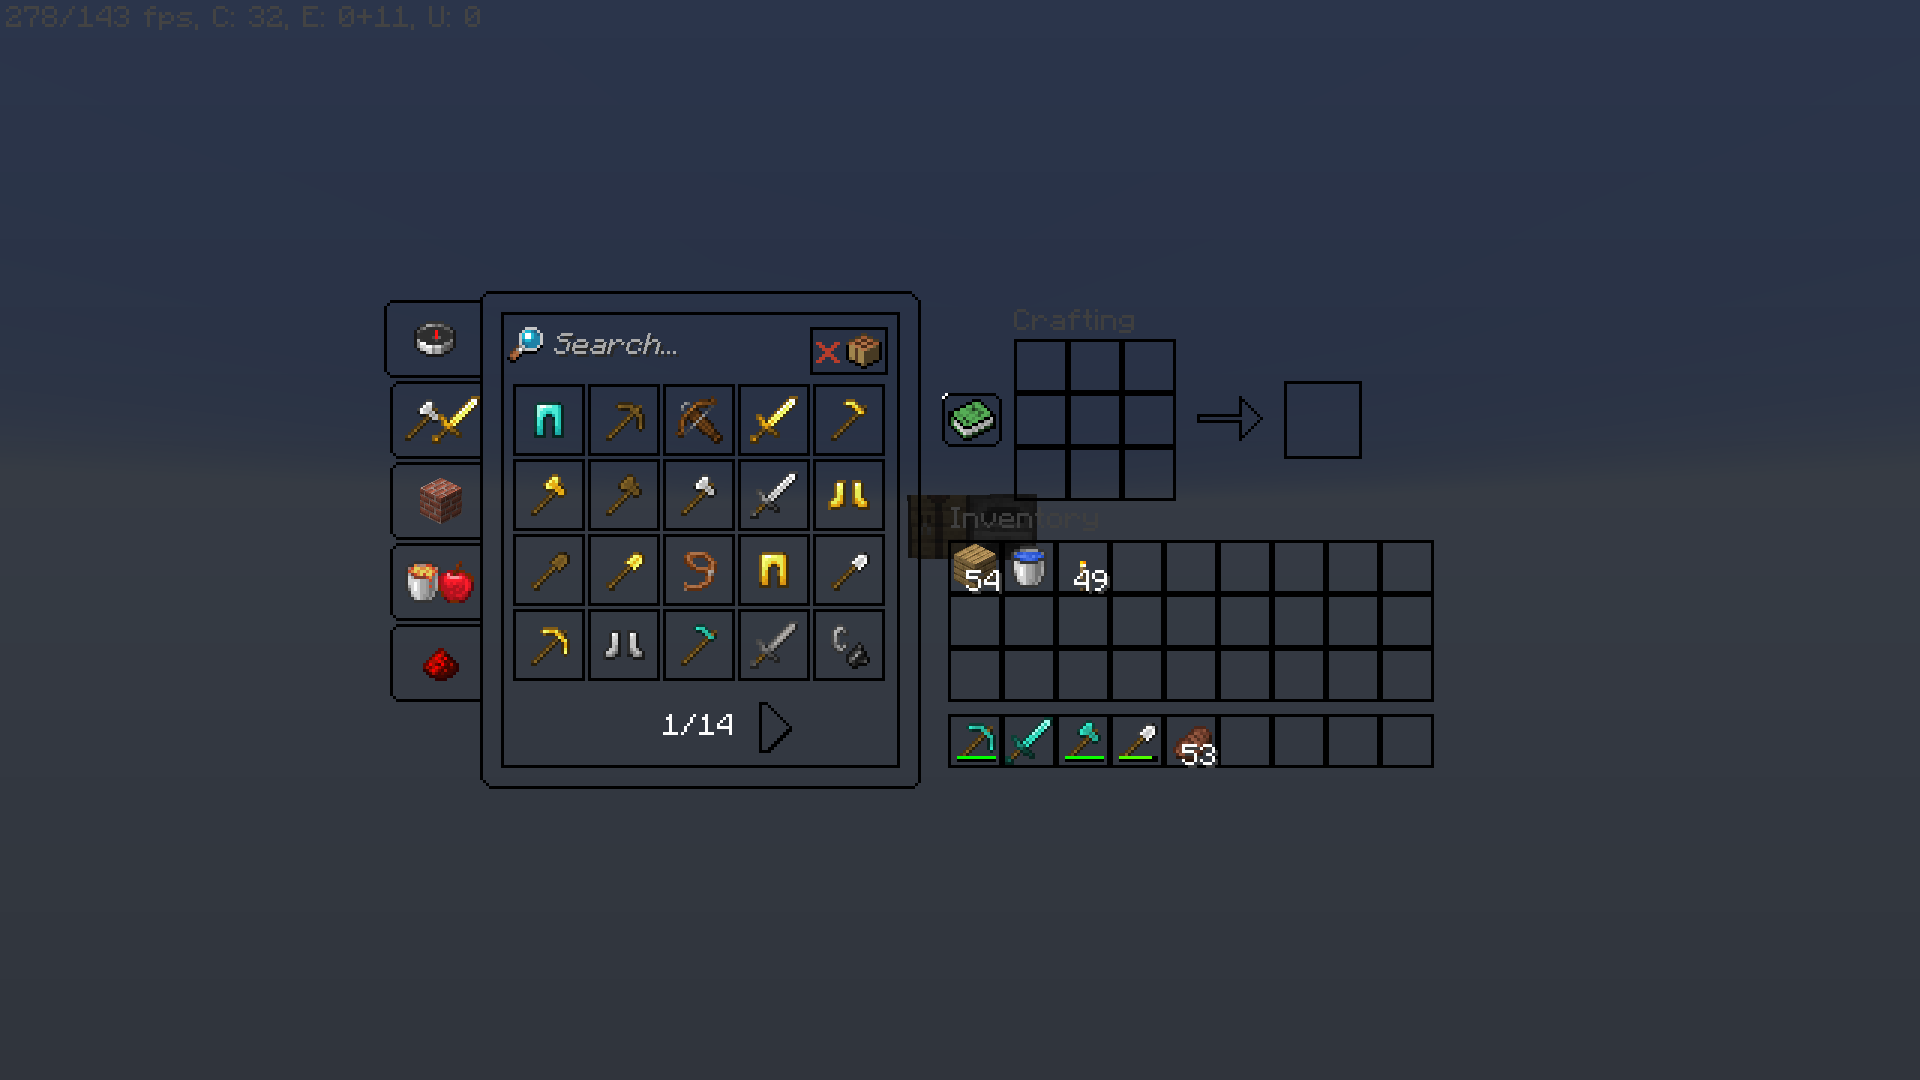 278/143 fps, C: 32, E: 0+11, U: 0
Crafting
Search...
Inventory
54
49
1/14
53